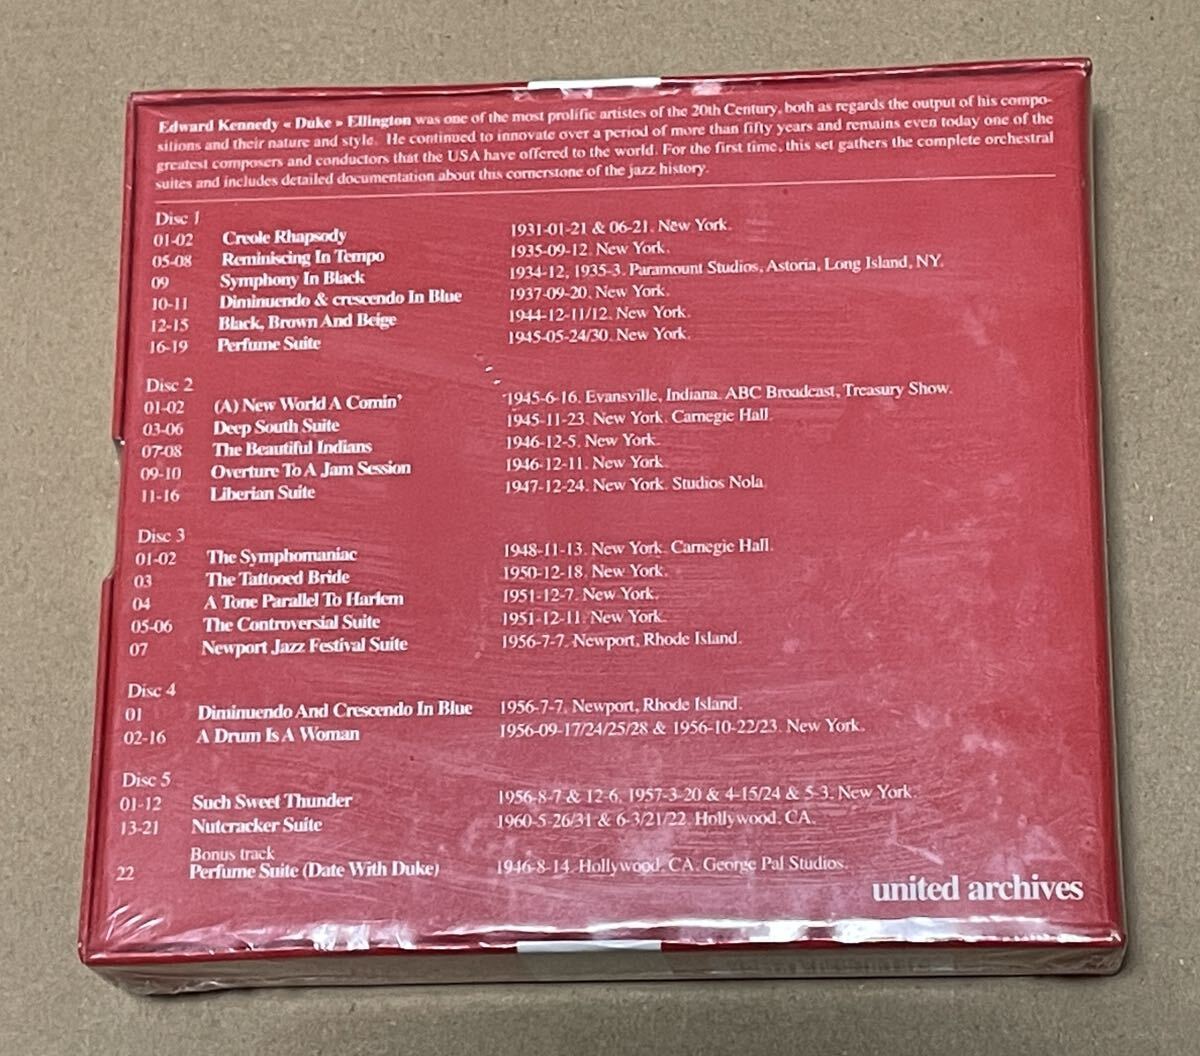 Edward Kennedy « Duke » Ellington was one of the most prolific artistes of the 20th Century, both as regards the output of his compo-
sitions and their nature and style. He continued to innovate over a period of more than fifty years and remains even today one of the
greatest composers and conductors that the USA have offered to the world. For the first time, this set gathers the complete orchestral
suites and includes detailed documentation about this cornerstone of the jazz history.
Disc 1
01-02 Creole Rhapsody 1931-01-21 & 06-21. New York.
05-08 Reminiscing In Tempo 1935-09-12. New York.
09 Symphony In Black 1934-12, 1935-3. Paramount Studios, Astoria, Long Island, NY.
10-11 Diminuendo & crescendo In Blue 1937-09-20. New York.
12-15 Black, Brown And Beige 1944-12-11/12. New York.
16-19 Perfume Suite 1945-05-24/30. New York.
Disc 2
01-02 (A) New World A Comin' 1945-6-16. Evansville, Indiana. ABC Broadcast, Treasury Show.
03-06 Deep South Suite 1945-11-23. New York. Carnegie Hall.
07-08 The Beautiful Indians 1946-12-5. New York.
09-10 Overture To A Jam Session 1946-12-11. New York.
11-16 Liberian Suite 1947-12-24. New York. Studios Nola
Disc 3
01-02 The Symphomaniac 1948-11-13. New York. Carnegie Hall.
03 The Tattooed Bride 1950-12-18. New York.
04 A Tone Parallel To Harlem 1951-12-7. New York.
05-06 The Controversial Suite 1951-12-11. New York.
07 Newport Jazz Festival Suite 1956-7-7. Newport, Rhode Island.
Disc 4
01 Diminuendo And Crescendo In Blue 1956-7-7. Newport, Rhode Island.
02-16 A Drum Is A Woman 1956-09-17/24/25/28 & 1956-10-22/23. New York.
Disc 5
01-12 Such Sweet Thunder 1956-8-7 & 12-6. 1957-3-20 & 4-15/24 & 5-3. New York.
13-21 Nutcracker Suite 1960-5-26/31 & 6-3/21/22. Hollywood, CA.
Bonus track
22 Perfume Suite (Date With Duke) 1946-8-14. Hollywood, CA. George Pal Studios.
united archives